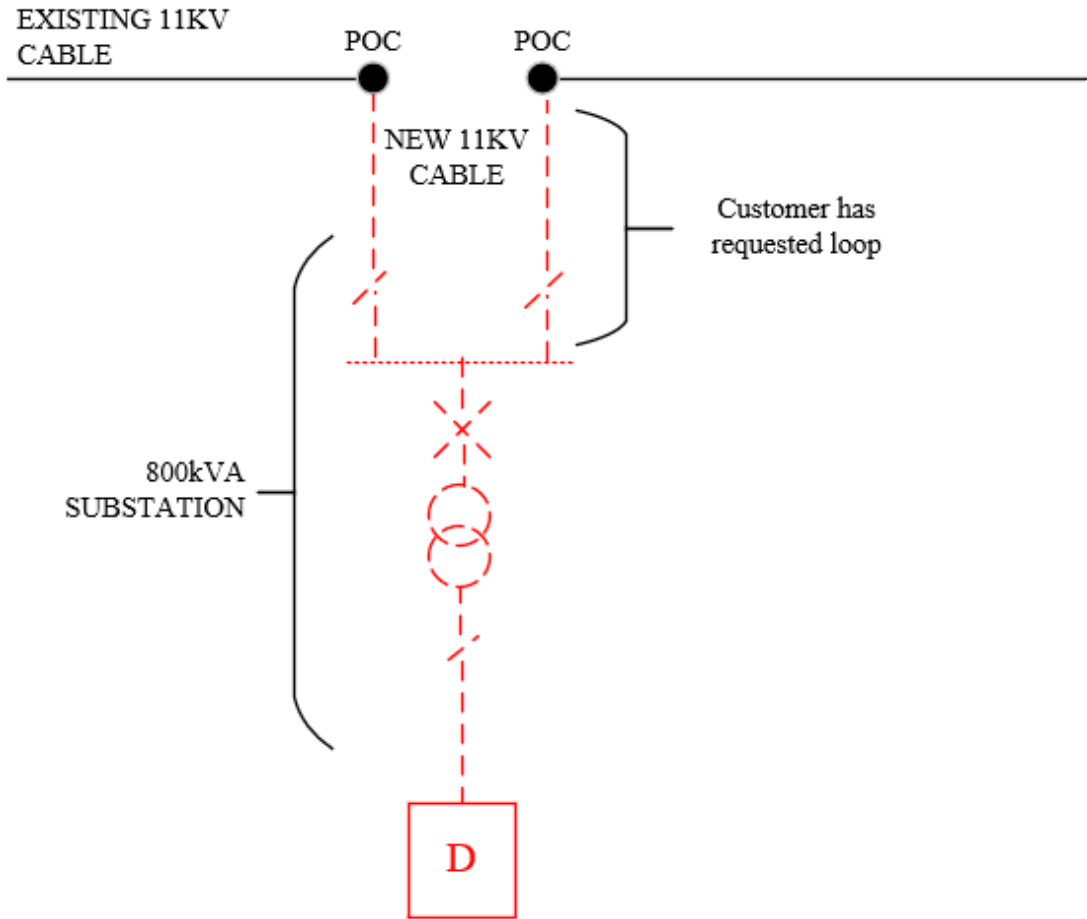 EXISTING 11KV
CABLE
POC
POC
NEW 11KV
CABLE
Customer has
requested loop
800kVA
SUBSTATION
D